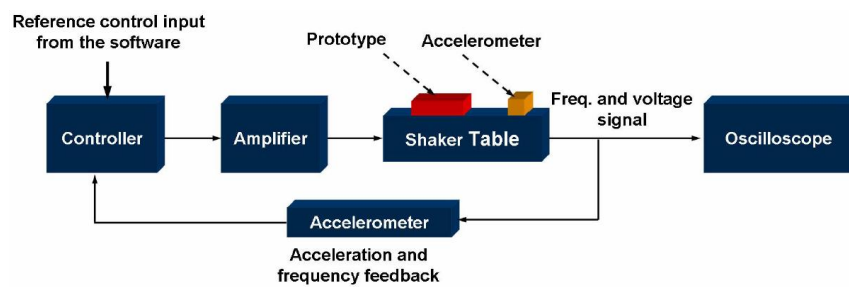 Reference control input
from the software
Prototype
Accelerometer
Controller
Amplifier
Shaker Table
Freq. and voltage
signal
Oscilloscope
Accelerometer
Acceleration and
frequency feedback